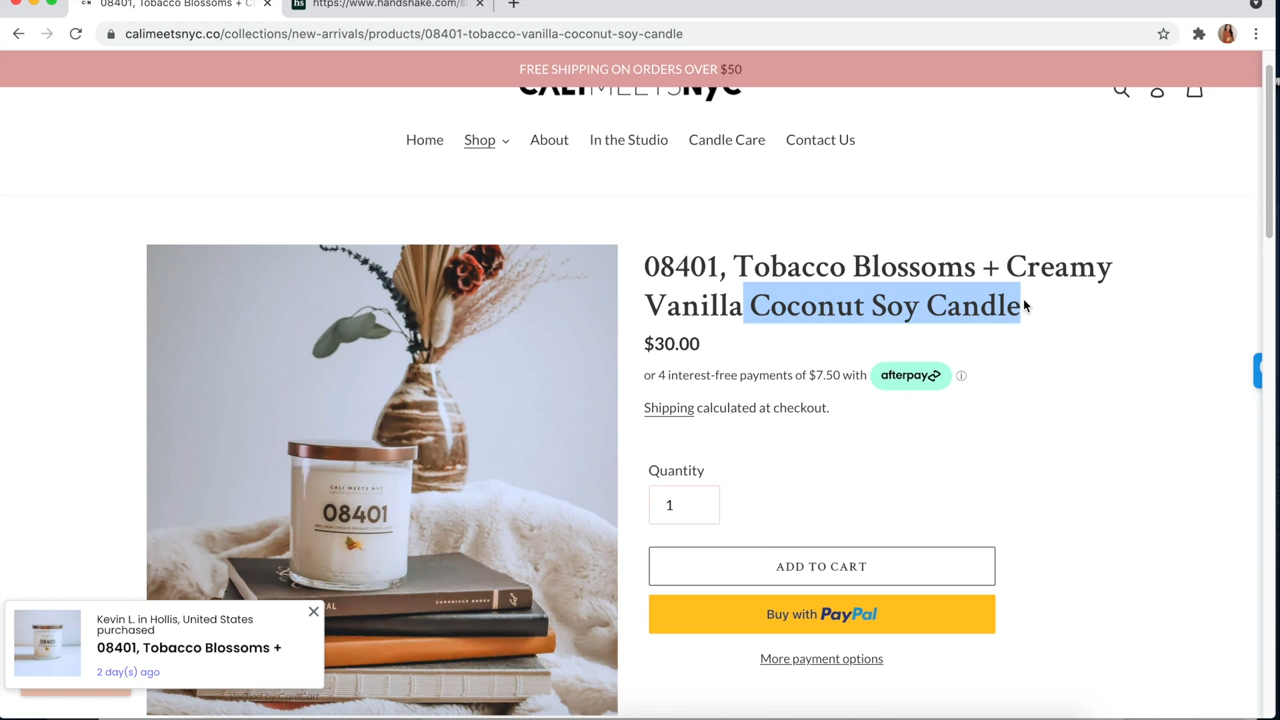 08401, Tobacco Blossoms + C
https://www.handshake.com/s
calimeetsnyc.co/collections/new-arrivals/products/08401-tobacco-vanilla-coconut-soy-candle
FREE SHIPPING ON ORDERS OVER $50
CALIMEETSNYC
Home Shop About In the Studio Candle Care Contact Us
08401, Tobacco Blossoms + Creamy
Vanilla Coconut Soy Candle
$30.00
or 4 interest-free payments of $7.50 with afterpay
Shipping calculated at checkout.
Quantity
1
ADD TO CART
Buy with PayPal
More payment options
CALI MEETS NYC
08401
Kevin L. in Hollis, United States
purchased
08401, Tobacco Blossoms +
2 day(s) ago